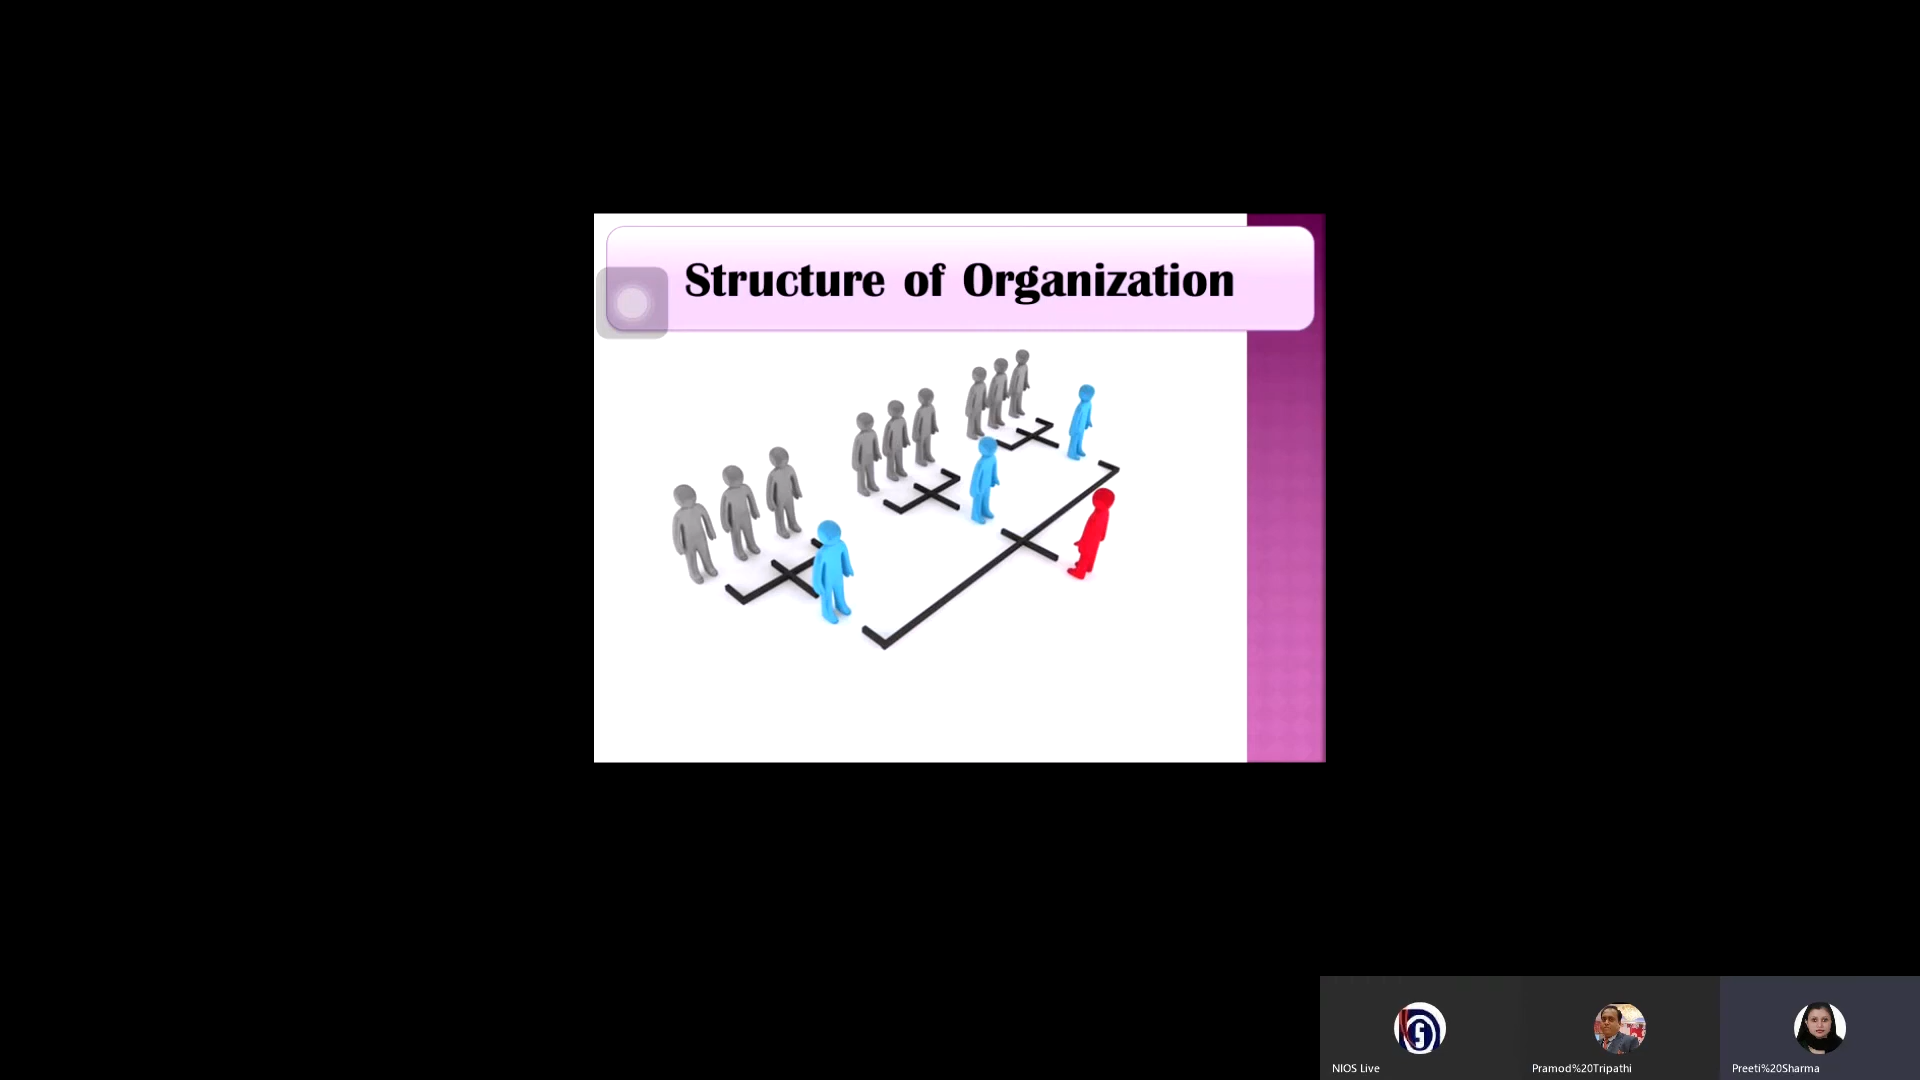 Structure of Organization
NIOS Live
Pramod%20Tripathi
Preeti%20Sharma